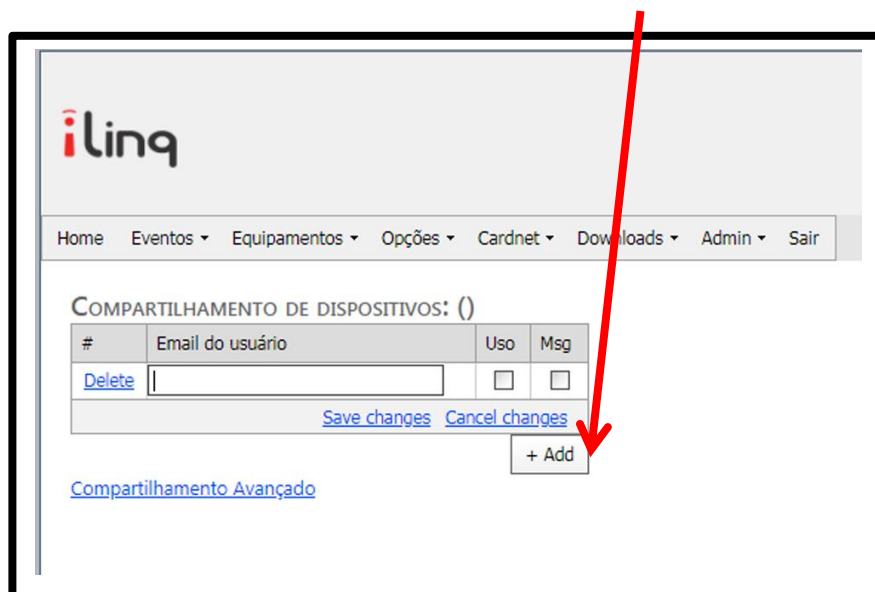 ilinq
Home Eventos Equipamentos Opções Cardnet Downloads Admin Sair
COMPARTILHAMENTO DE DISPOSITIVOS: ()
# Email do usuário Uso Msg
Delete
Save changes Cancel changes
+ Add
Compartilhamento Avançado